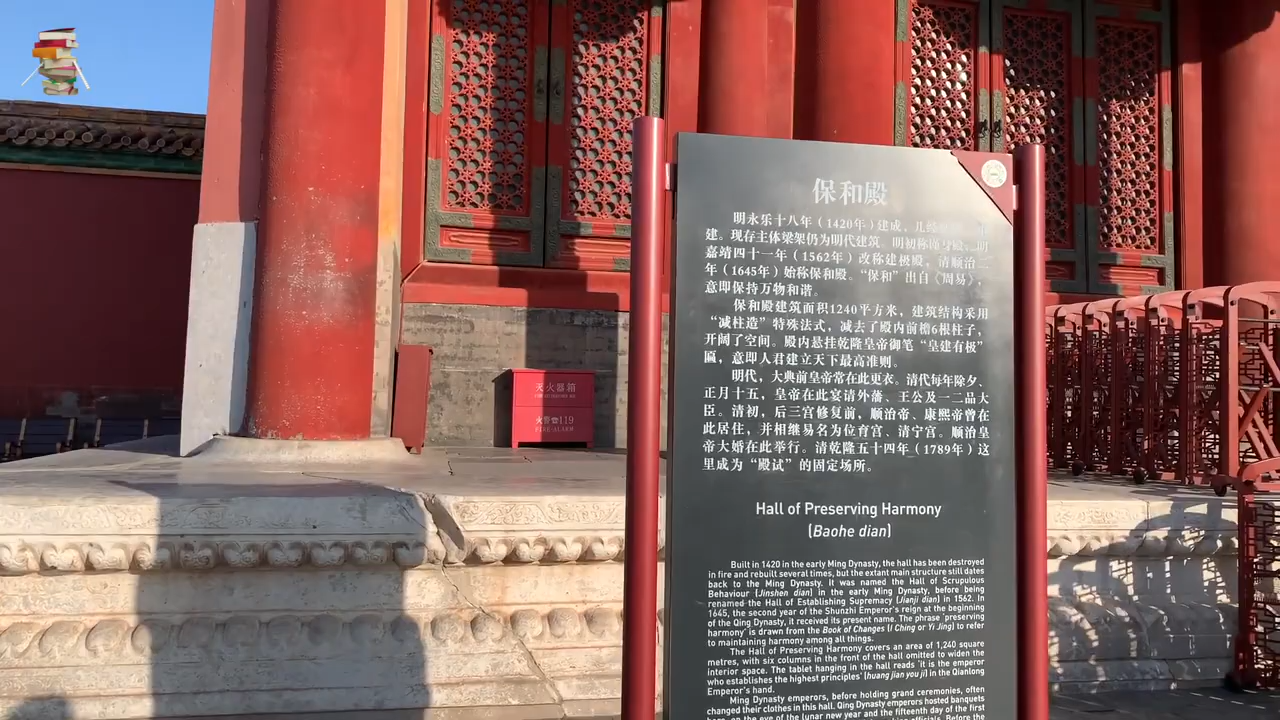 保和殿
明永乐十八年（1420年）建成，几经
建。现存主体梁架仍为明代建筑。明初称谨身殿，明
嘉靖四十一年（1562年）改称建极殿，清顺治二
年（1645年）始称保和殿。“保和”出自《周易》，
意即保持万物和谐。
保和殿建筑面积1240平方米，建筑结构采用
“减柱造”特殊法式，减去了殿内前檐6根柱子，
开阔了空间。殿内悬挂乾隆皇帝御笔“皇建有极”
匾，意即人君建立天下最高准则。
明代，大典前皇帝常在此更衣。清代每年除夕、
正月十五，皇帝在此宴请外藩、王公及一二品大
臣。清初，后三宫修复前，顺治帝、康熙帝曾在
此居住，并相继易名为位育宫、清宁宫。顺治皇
帝大婚在此举行。清乾隆五十四年（1789年）这
里成为“殿试”的固定场所。
Hall of Preserving Harmony
(Baohe dian)
Built in 1420 in the early Ming Dynasty, the hall has been destroyed
in fire and rebuilt several times, but the extant main structure still dates
back to the Ming Dynasty. It was named the Hall of Scrupulous
Behaviour (Jinshen dian) in the early Ming Dynasty, before being
renamed the Hall of Establishing Supremacy (Jianji dian) in 1562. In
1645, the second year of the Shunzhi Emperor's reign at the beginning
of the Qing Dynasty, it received its present name. The phrase 'preserving
harmony' is drawn from the Book of Changes (I Ching or Yi Jing) to refer
to maintaining harmony among all things.
The Hall of Preserving Harmony covers an area of 1,240 square
metres, with six columns in the front of the hall omitted to widen the
interior space. The tablet hanging in the hall reads 'it is the emperor
who establishes the highest principles' (huang jian you ji) in the Qianlong
Emperor's hand.
Ming Dynasty emperors, before holding grand ceremonies, often
changed their clothes in this hall. Qing Dynasty emperors hosted banquets
here, on the eve of the lunar new year and the fifteenth day of the first
officials. Before the
灭火器箱
火警☎119
FIRE-ALARM